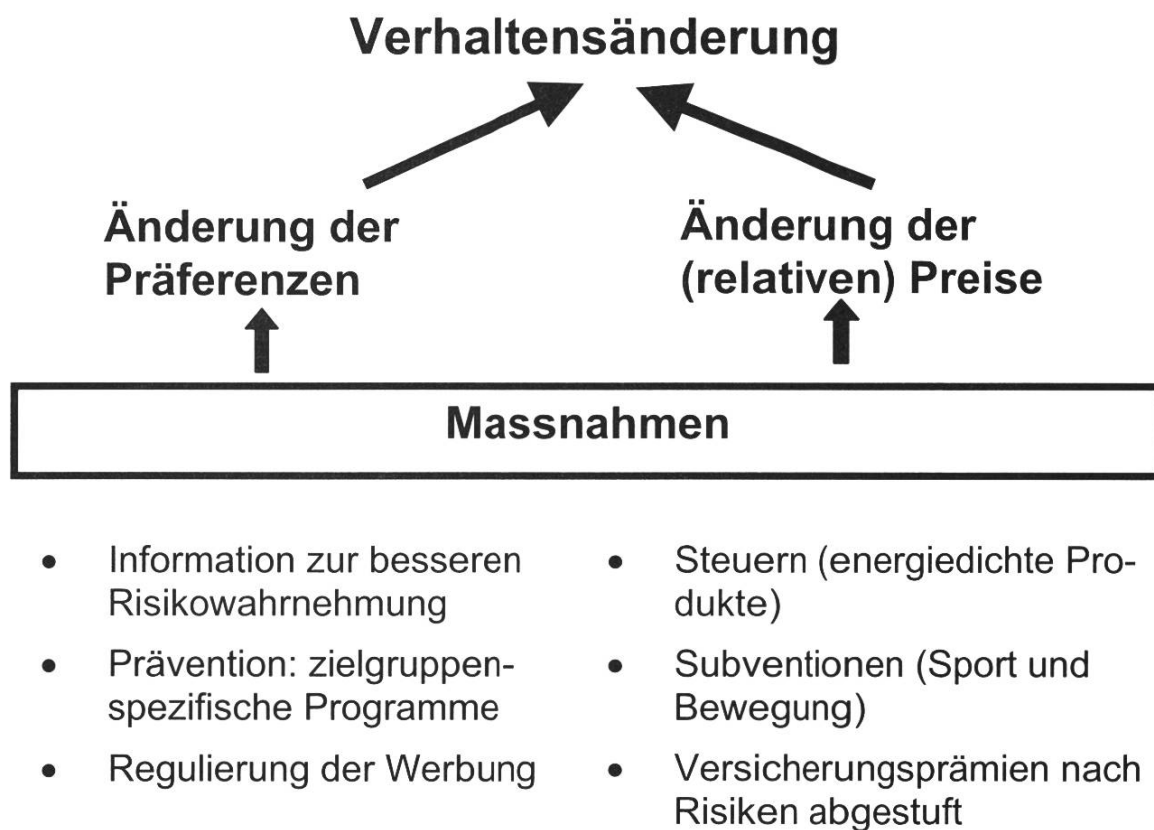 Verhaltensänderung
Änderung der
Präferenzen
Änderung der
(relativen) Preise
Massnahmen
• Information zur besseren
Risikowahrnehmung
• Prävention: zielgruppen-
spezifische Programme
• Regulierung der Werbung
• Steuern (energiedichte Pro-
dukte)
• Subventionen (Sport und
Bewegung)
• Versicherungsprämien nach
Risiken abgestuft